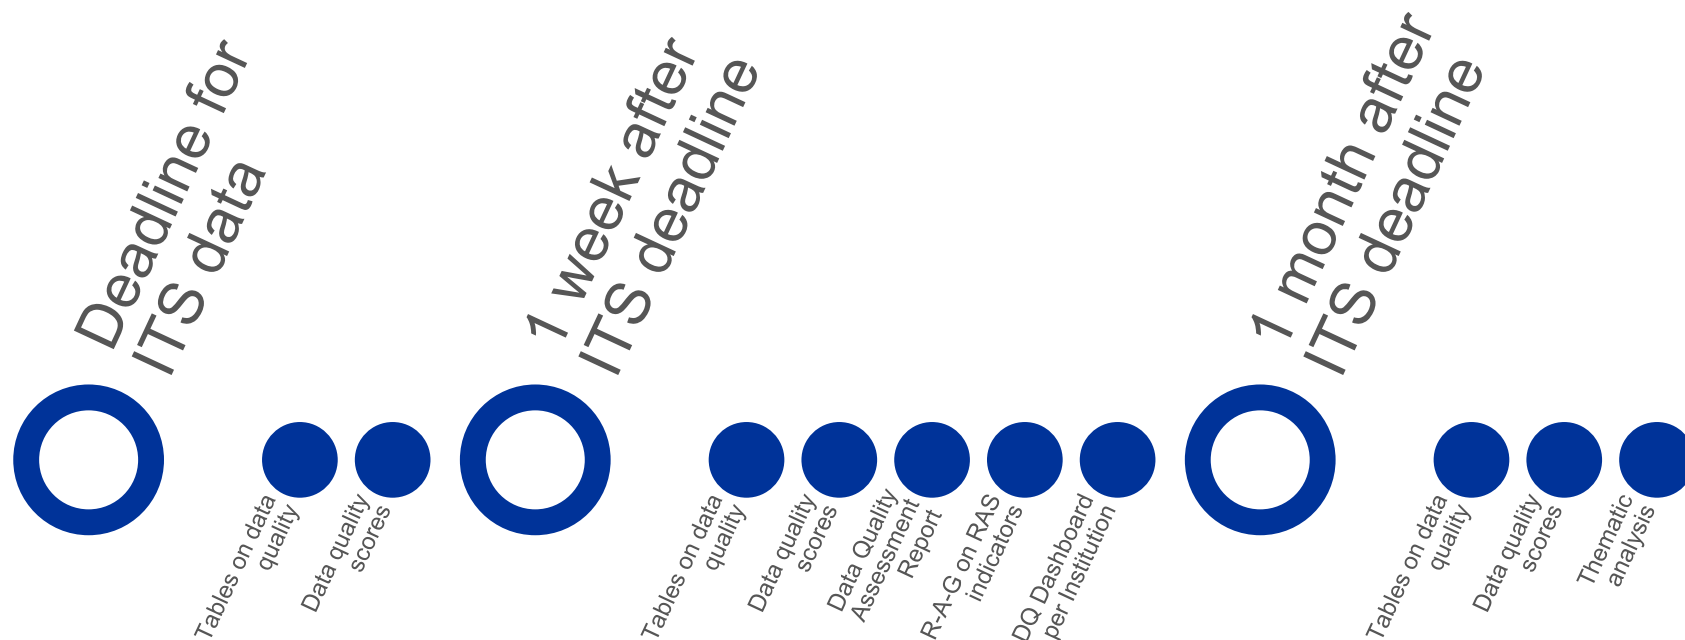 Deadline for
ITS data
Tables on data
quality
Data quality
scores
1 week after
ITS deadline
Tables on data
quality
Data quality
scores
Data Quality
Assessment
Report
R-A-G on RAS
indicators
DQ Dashboard
per Institution
1 month after
ITS deadline
Tables on data
quality
Data quality
scores
Thematic
analysis